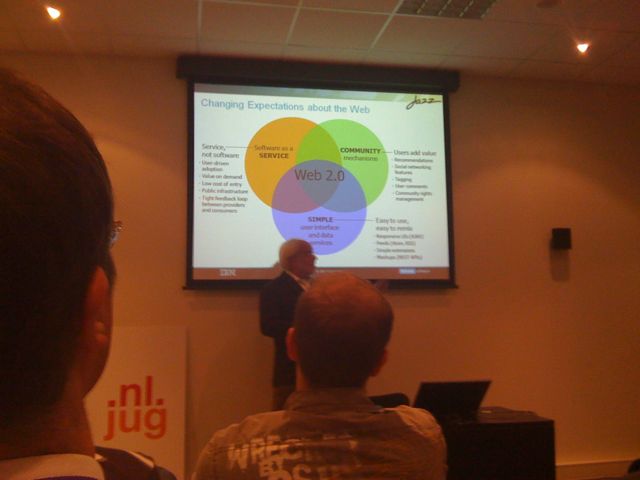 Jazz
Changing Expectations about the Web
Service,
not software
• User-driven
adoption
• Value on demand
• Low cost of entry
• Public infrastructure
• Tight feedback loop
between providers
and consumers
Software as a
SERVICE
COMMUNITY
mechanisms
Users add value
• Recommendations
• Social networking
features
• Tagging
• User comments
• Community rights
management
Web 2.0
SIMPLE
user interface
and data
services
Easy to use,
easy to remix
• Responsive UIs (AJAX)
• Feeds (Atom, RSS)
• Simple extensions
• Mashups (REST APIs)
IBM
.nl.
jug